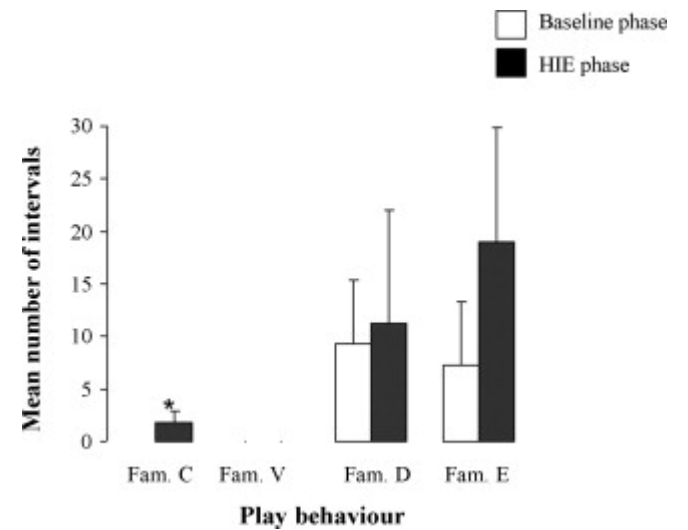 Baseline phase
HIE phase
Mean number of intervals
30
25
20
15
10
5
0
*
Fam. C Fam. V Fam. D Fam. E
Play behaviour